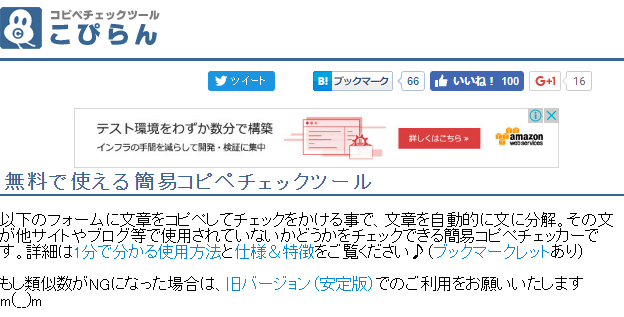 コピペチェックツール
こぴらん
ツイート
B! ブックマーク 66
いいね! 100
G+1 16
テスト環境をわずか数分で構築
インフラの手間を減らして開発・検証に集中
詳しくはこちら
amazon
webservices
無料で使える簡易コピペチェックツール
以下のフォームに文章をコピペしてチェックをかける事で、文章を自動的に文に分解。その文
が他サイトやブログ等で使用されていないかどうかをチェックできる簡易コピペチェッカーで
す。詳細は1分で分かる使用方法と仕様&特徴をご覧ください♪(ブックマークレットあり)
もし類似数がNGになった場合は、旧バージョン(安定版)でのご利用をお願いいたします
m(__)m